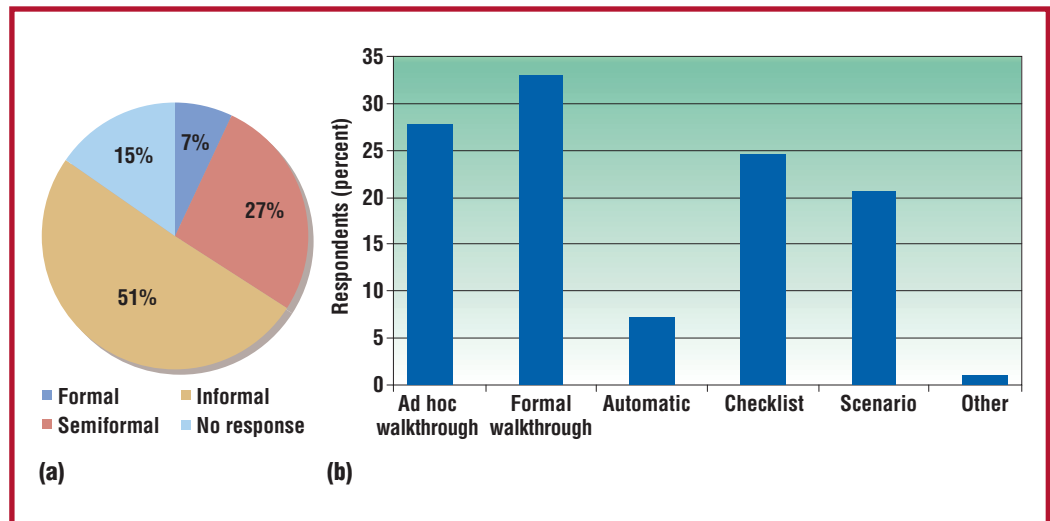 7%
15%
27%
51%
Formal
Informal
Semiformal
No response
(a)
Respondents (percent)
35
30
25
20
15
10
5
0
Ad hoc
walkthrough
Formal
walkthrough
Automatic
Checklist
Scenario
Other
(b)